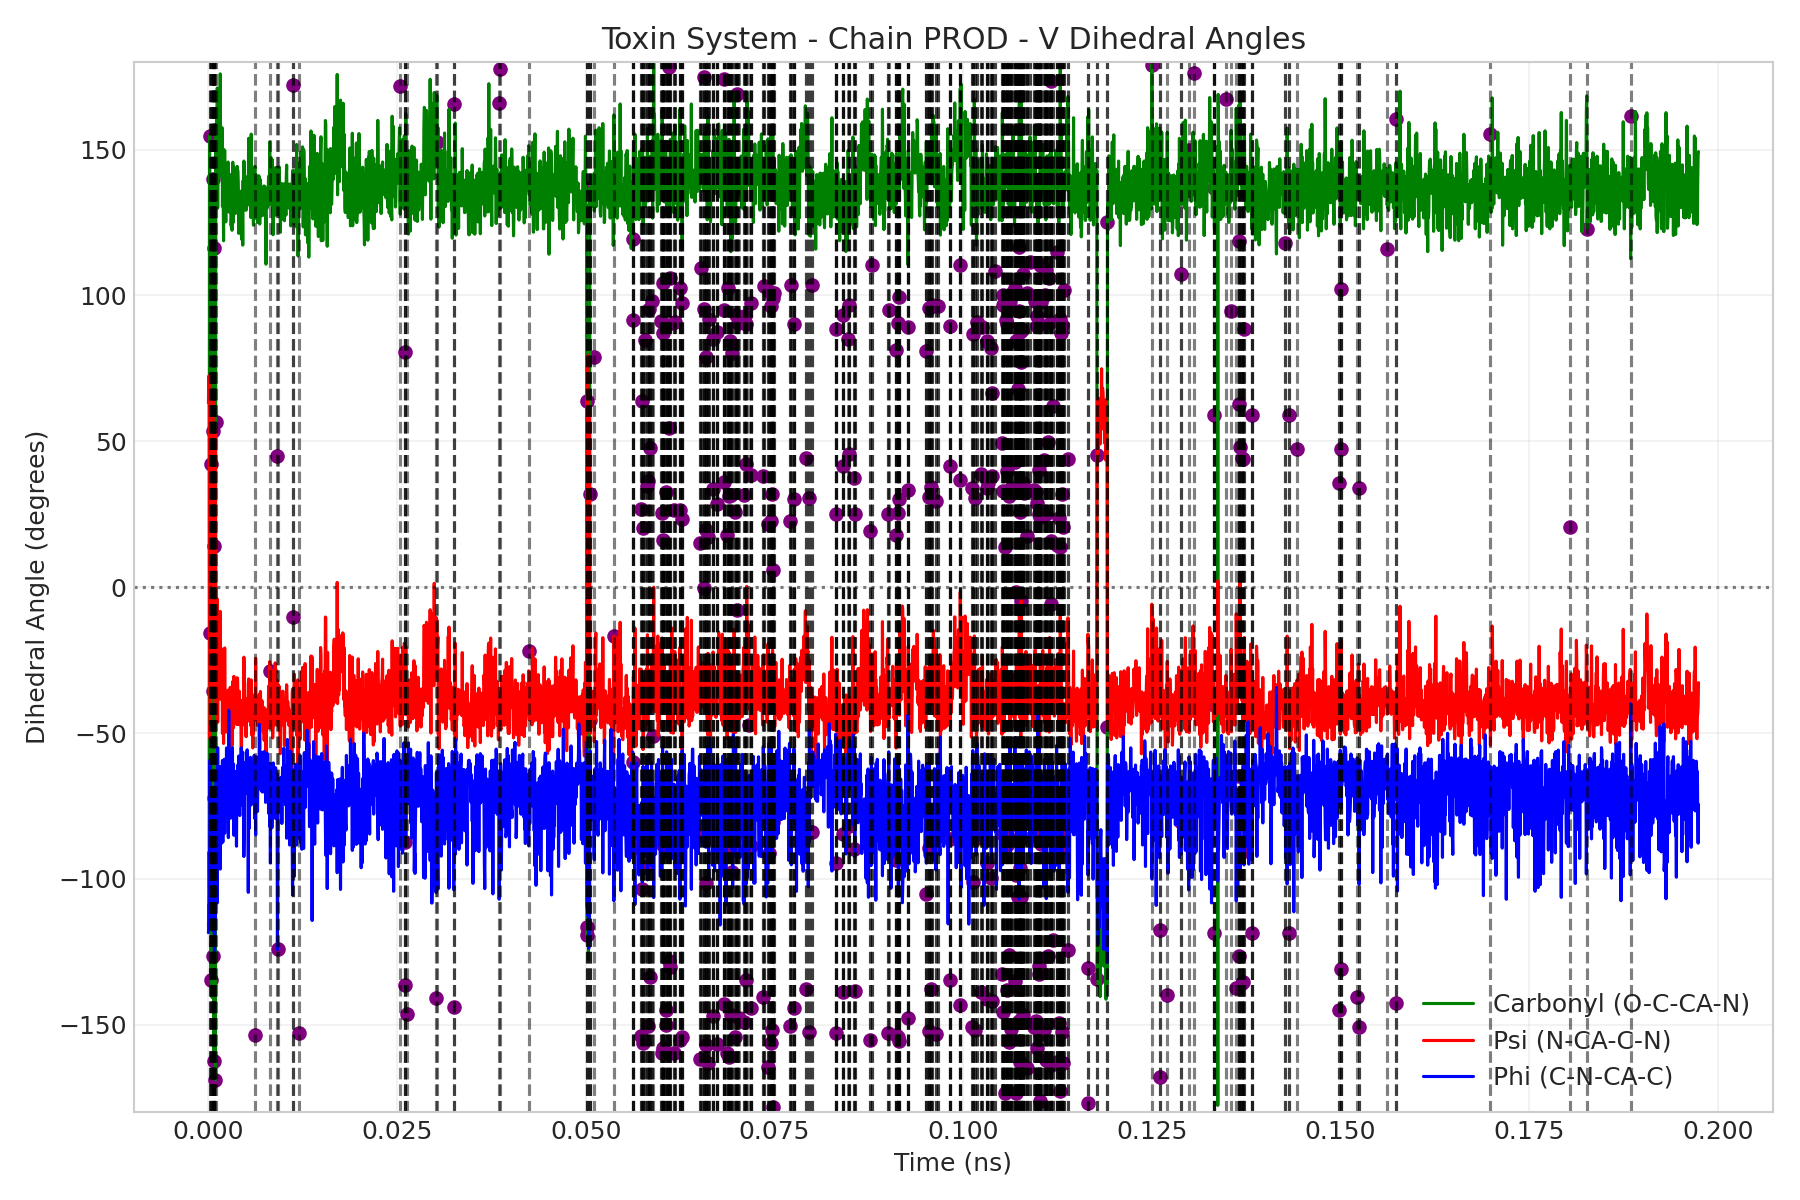 Toxin System - Chain PROD - V Dihedral Angles
Dihedral Angle (degrees)
150
100
50
0
−50
−100
−150
Carbonyl (O-C-CA-N)
Psi (N-CA-C-N)
Phi (C-N-CA-C)
0.000 0.025 0.050 0.075 0.100 0.125 0.150 0.175 0.200
Time (ns)